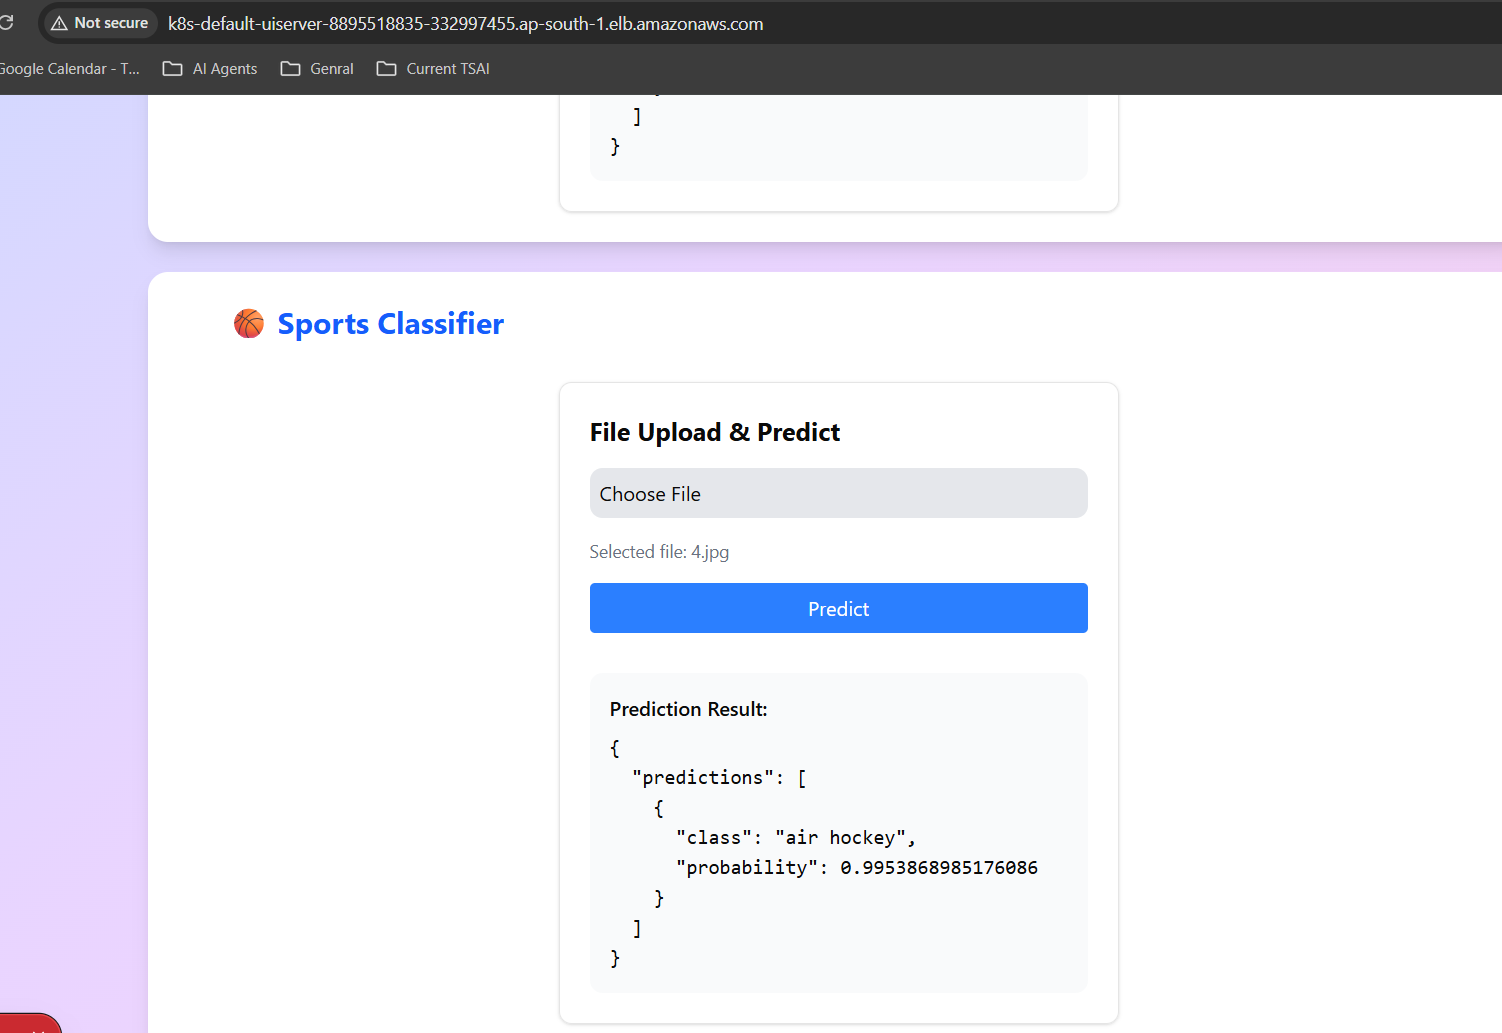 Not secure
k8s-default-uiserver-8895518835-332997455.ap-south-1.elb.amazonaws.com
Google Calendar - T...
AI Agents
Genral
Current TSAI
]
}
Sports Classifier
File Upload & Predict
Choose File
Selected file: 4.jpg
Predict
Prediction Result:
{
"predictions": [
{
"class": "air hockey",
"probability": 0.9953868985176086
}
]
}